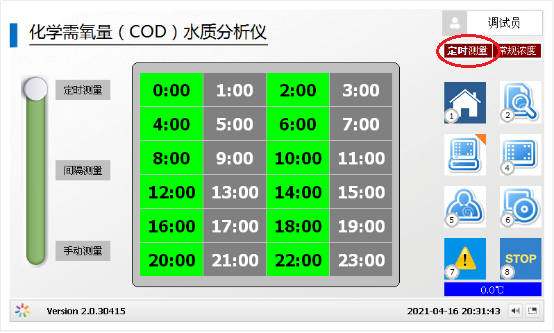 化学需氧量（COD）水质分析仪
调试员
定时测量 常规浓度
定时测量
间隔测量
手动测量
0:00 1:00 2:00 3:00
4:00 5:00 6:00 7:00
8:00 9:00 10:00 11:00
12:00 13:00 14:00 15:00
16:00 17:00 18:00 19:00
20:00 21:00 22:00 23:00
1 2
3 4
5 6
7 STOP 8
0.0℃
Version 2.0.30415
2021-04-16 20:31:43